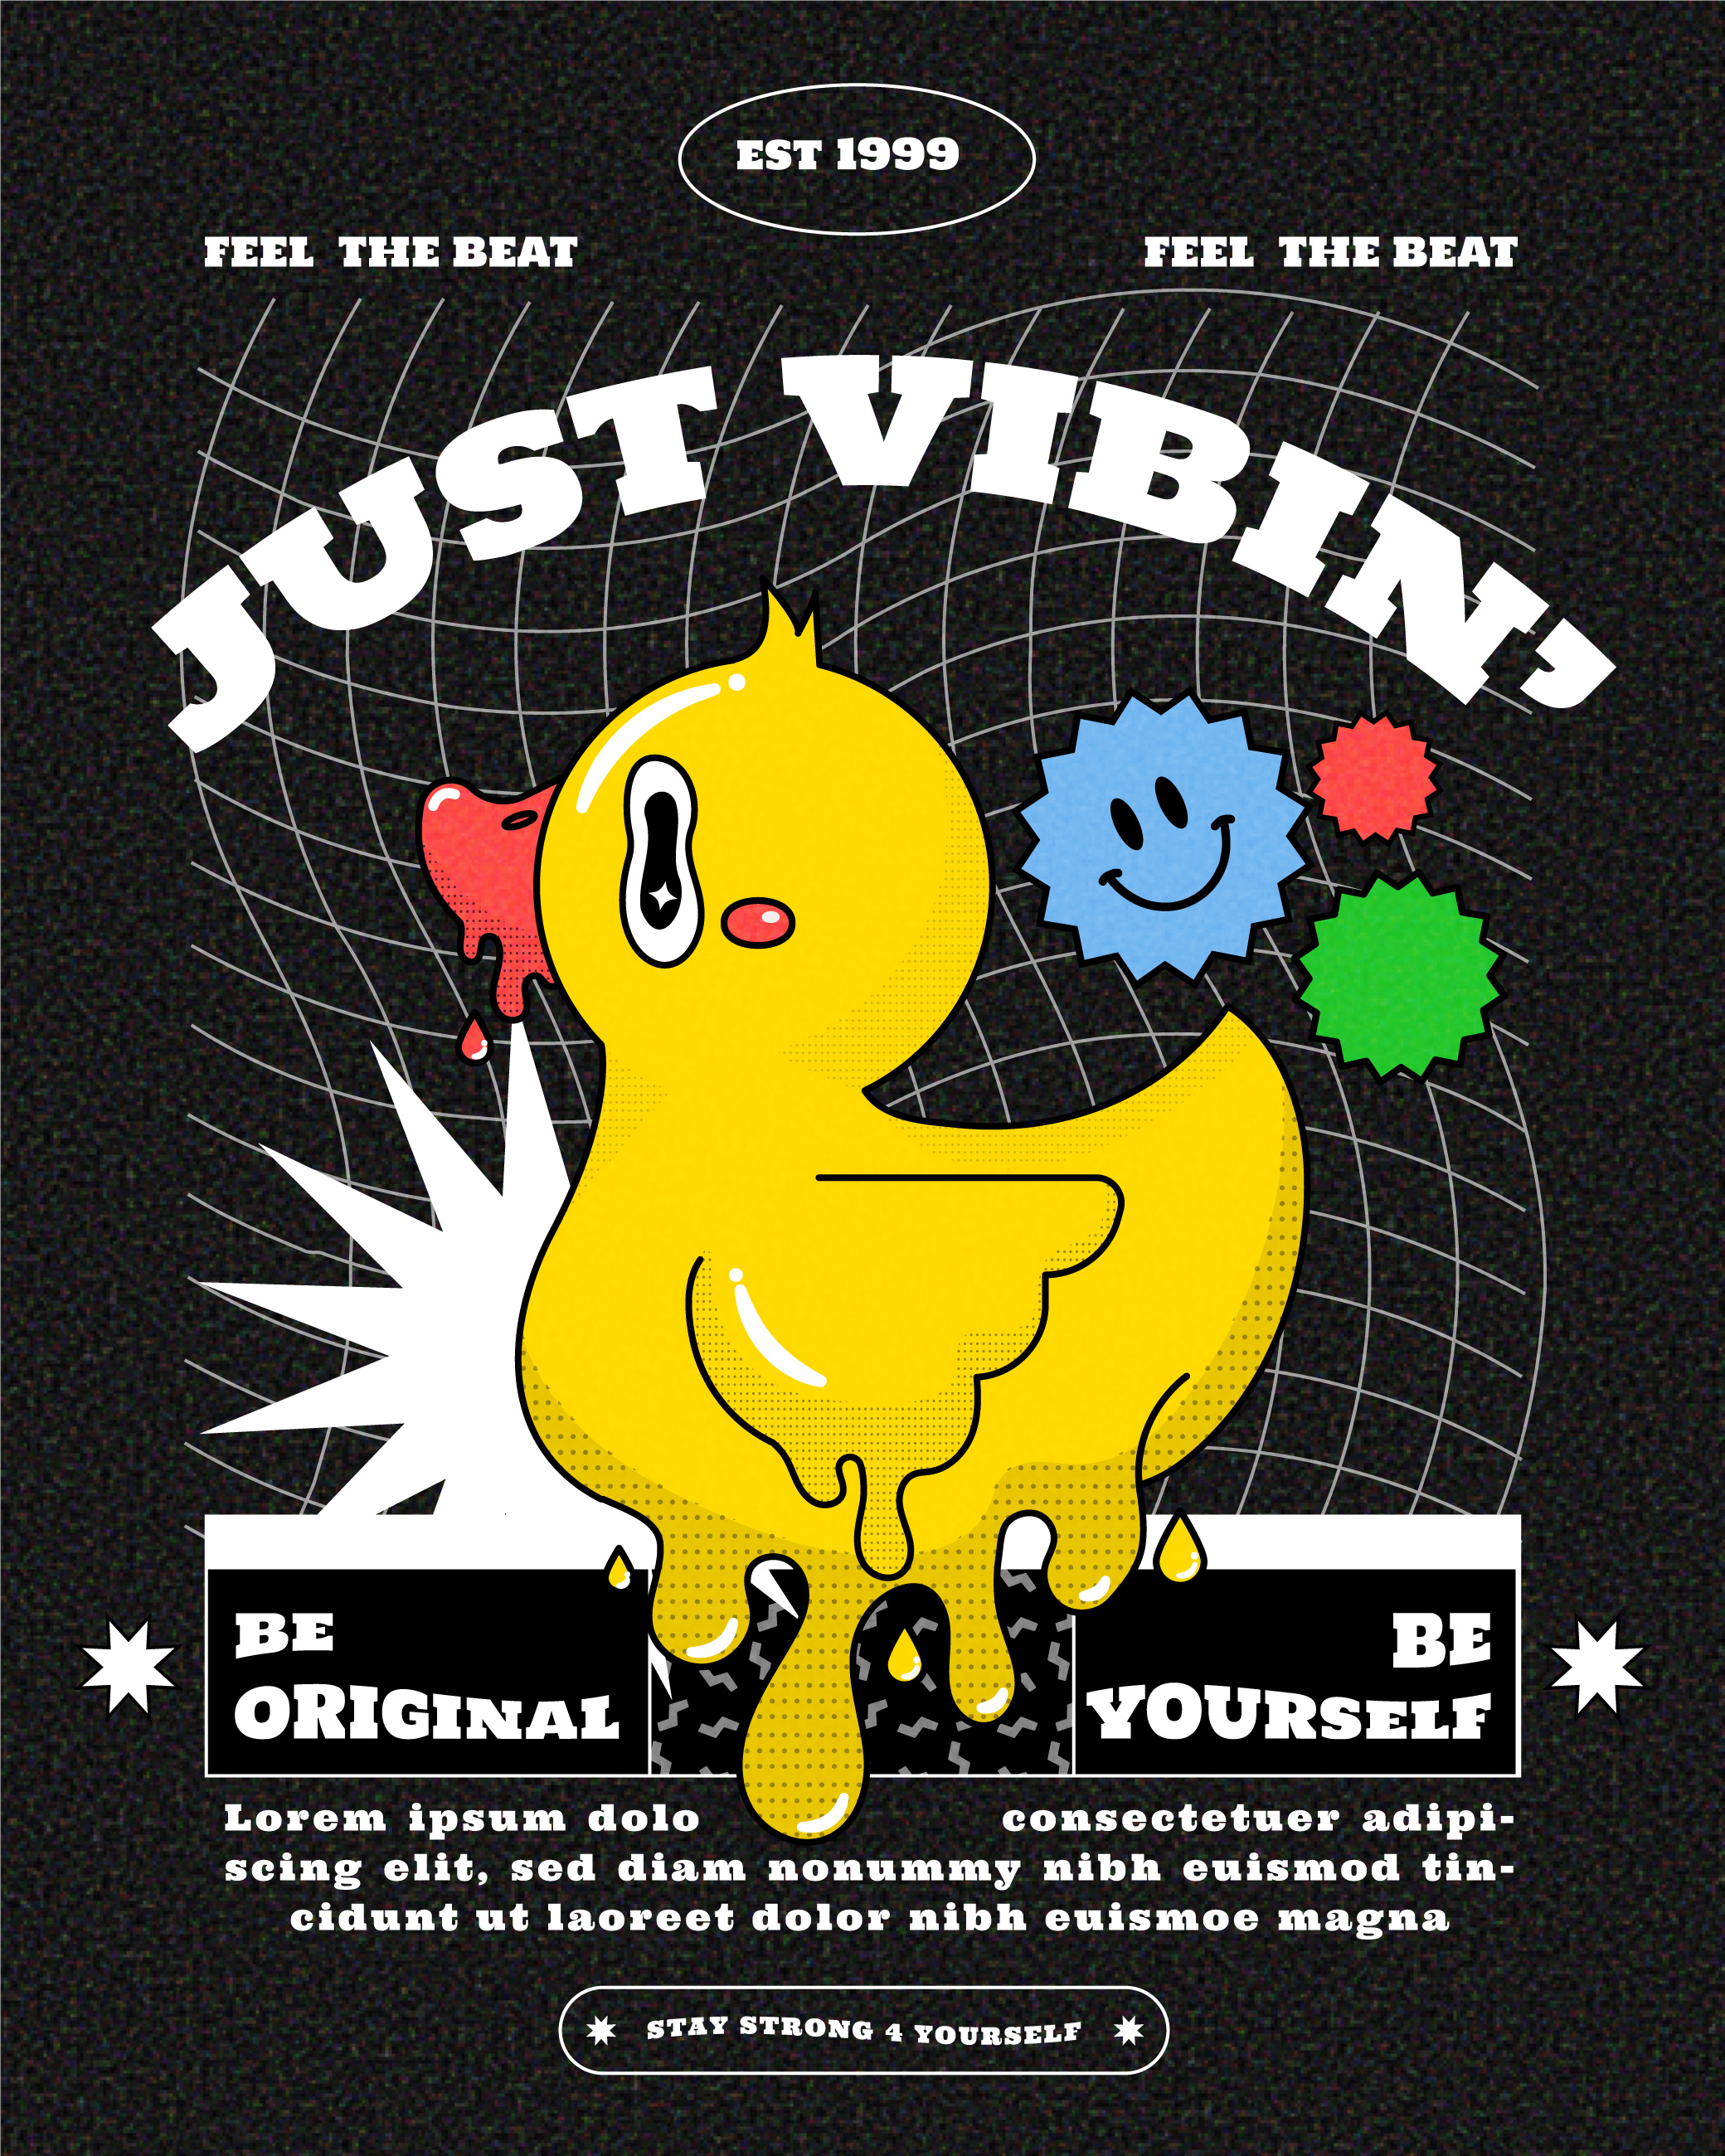 EST 1999
FEEL THE BEAT
FEEL THE BEAT
JUST VIBIN’
BE
ORIGINAL
BE
YOURSELF
Lorem ipsum dolo consectetuer adipi-
scing elit, sed diam nonummy nibh euismod tin-
cidunt ut laoreet dolor nibh euismoe magna
STAY STRONG 4 YOURSELF